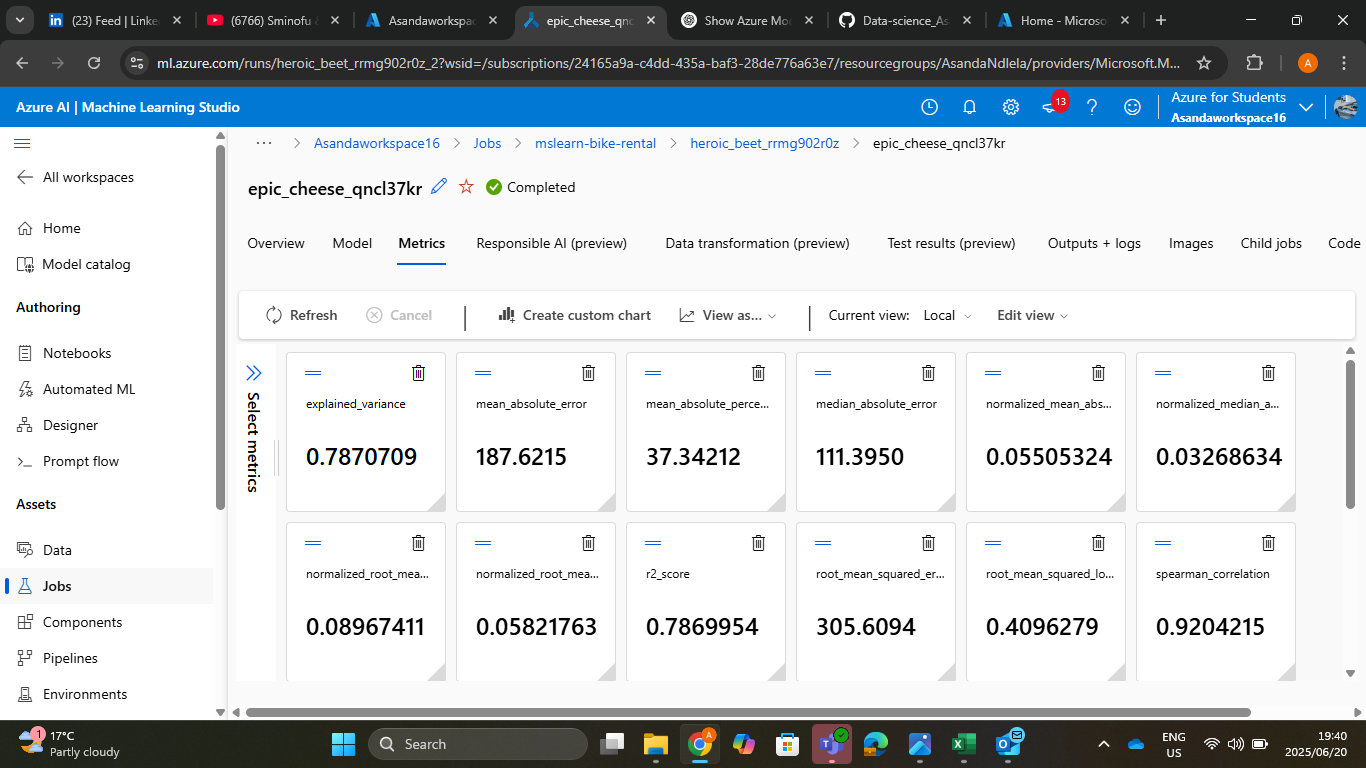 (23) Feed | Linke
(6766) Sminofu
Asandaworkspac
epic_cheese_qnc
Show Azure Mo
Data-science_As
Home - Microso
ml.azure.com/runs/heroic_beet_rrmg902r0z_2?wsid=/subscriptions/24165a9a-c4dd-435a-baf3-28de776a63e7/resourcegroups/AsandaNdlela/providers/Microsoft.M...
A
Azure AI | Machine Learning Studio
13
Azure for Students
Asandaworkspace16
All workspaces
Home
Model catalog
Authoring
Notebooks
Automated ML
Designer
Prompt flow
Assets
Data
Jobs
Components
Pipelines
Environments
... > Asandaworkspace16 > Jobs > mslearn-bike-rental > heroic_beet_rrmg902r0z > epic_cheese_qncl37kr
epic_cheese_qncl37kr Completed
Overview Model Metrics Responsible AI (preview) Data transformation (preview) Test results (preview) Outputs + logs Images Child jobs Code
Refresh Cancel | Create custom chart View as... | Current view: Local Edit view
Select metrics
explained_variance
0.7870709
mean_absolute_error
187.6215
mean_absolute_perce...
37.34212
median_absolute_error
111.3950
normalized_mean_abs...
0.05505324
normalized_median_a...
0.03268634
normalized_root_mea...
0.08967411
normalized_root_mea...
0.05821763
r2_score
0.7869954
root_mean_squared_er...
305.6094
root_mean_squared_lo...
0.4096279
spearman_correlation
0.9204215
1
17°C
Partly cloudy
Search
A
ENG
US
19:40
2025/06/20